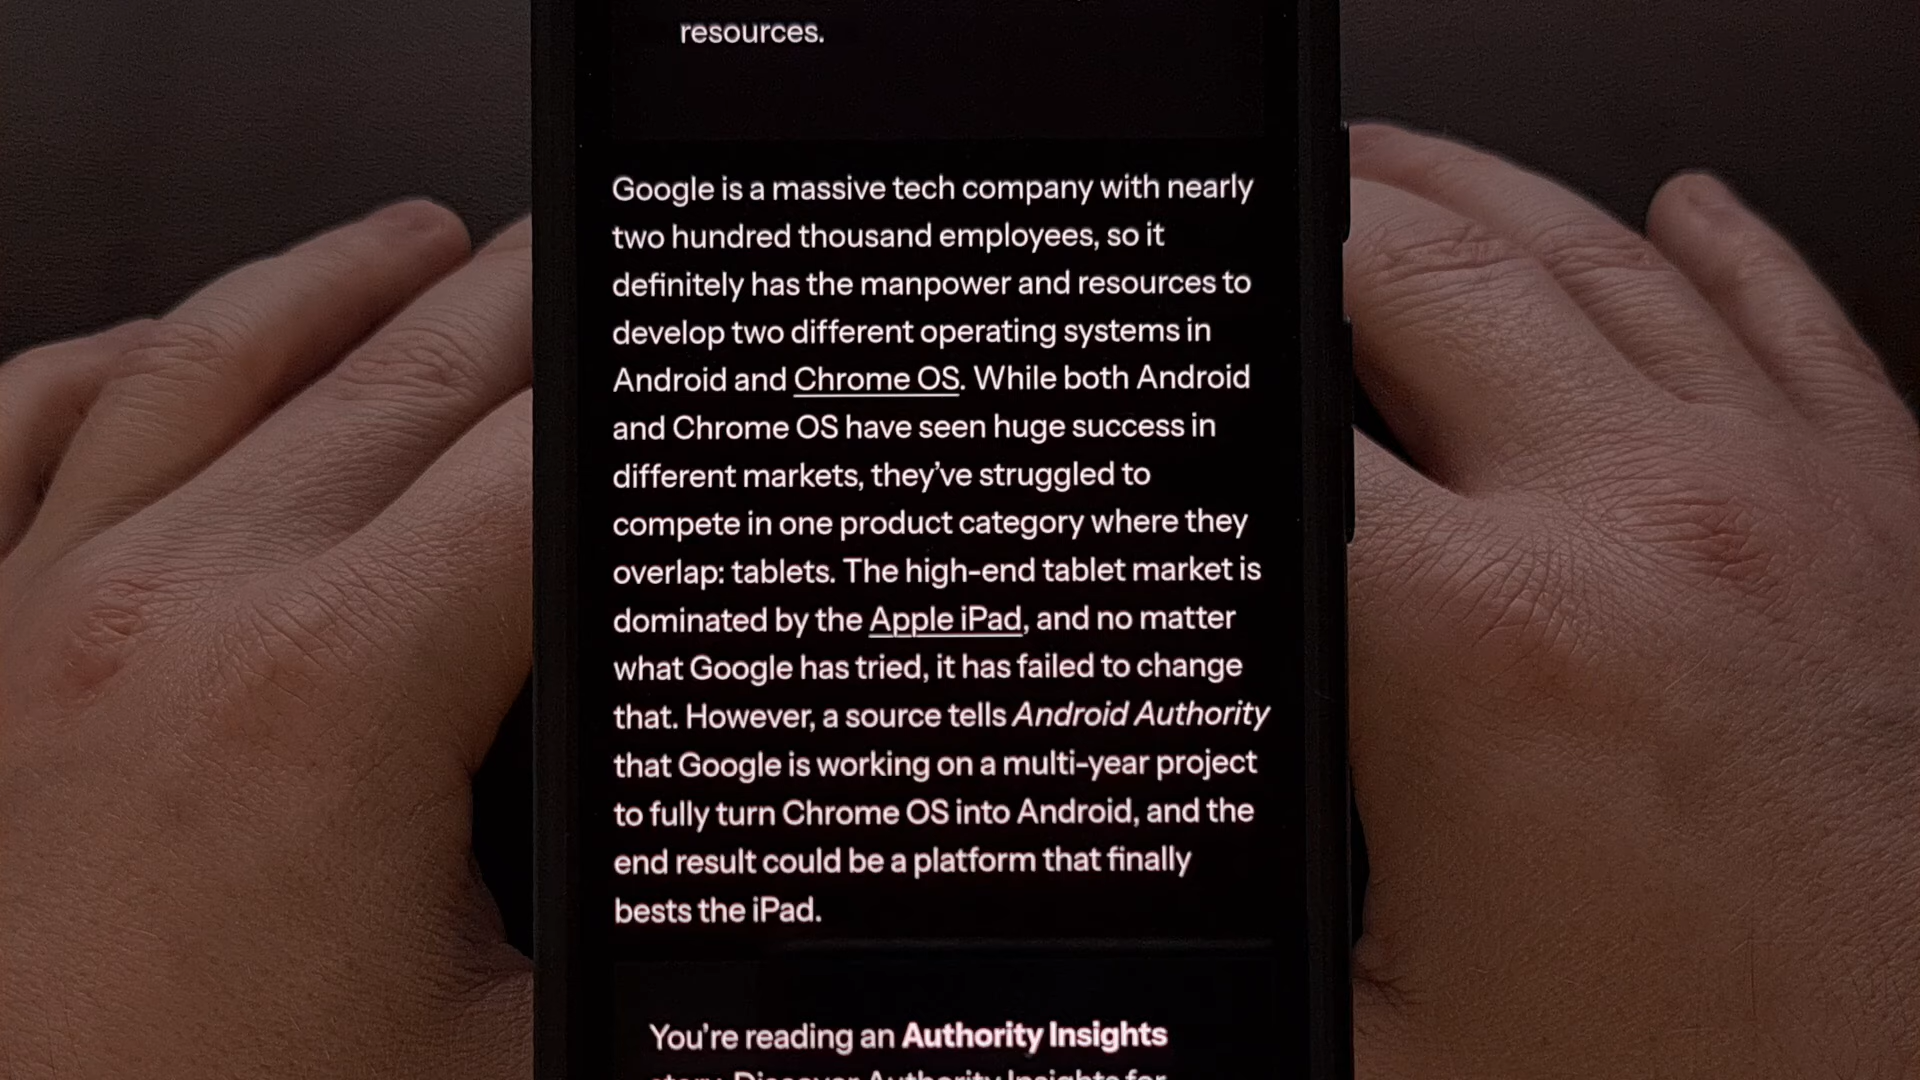 resources.
Google is a massive tech company with nearly
two hundred thousand employees, so it
definitely has the manpower and resources to
develop two different operating systems in
Android and Chrome OS. While both Android
and Chrome OS have seen huge success in
different markets, they’ve struggled to
compete in one product category where they
overlap: tablets. The high-end tablet market is
dominated by the Apple iPad, and no matter
what Google has tried, it has failed to change
that. However, a source tells Android Authority
that Google is working on a multi-year project
to fully turn Chrome OS into Android, and the
end result could be a platform that finally
bests the iPad.
You’re reading an Authority Insights
story. Discover Authority Insights for